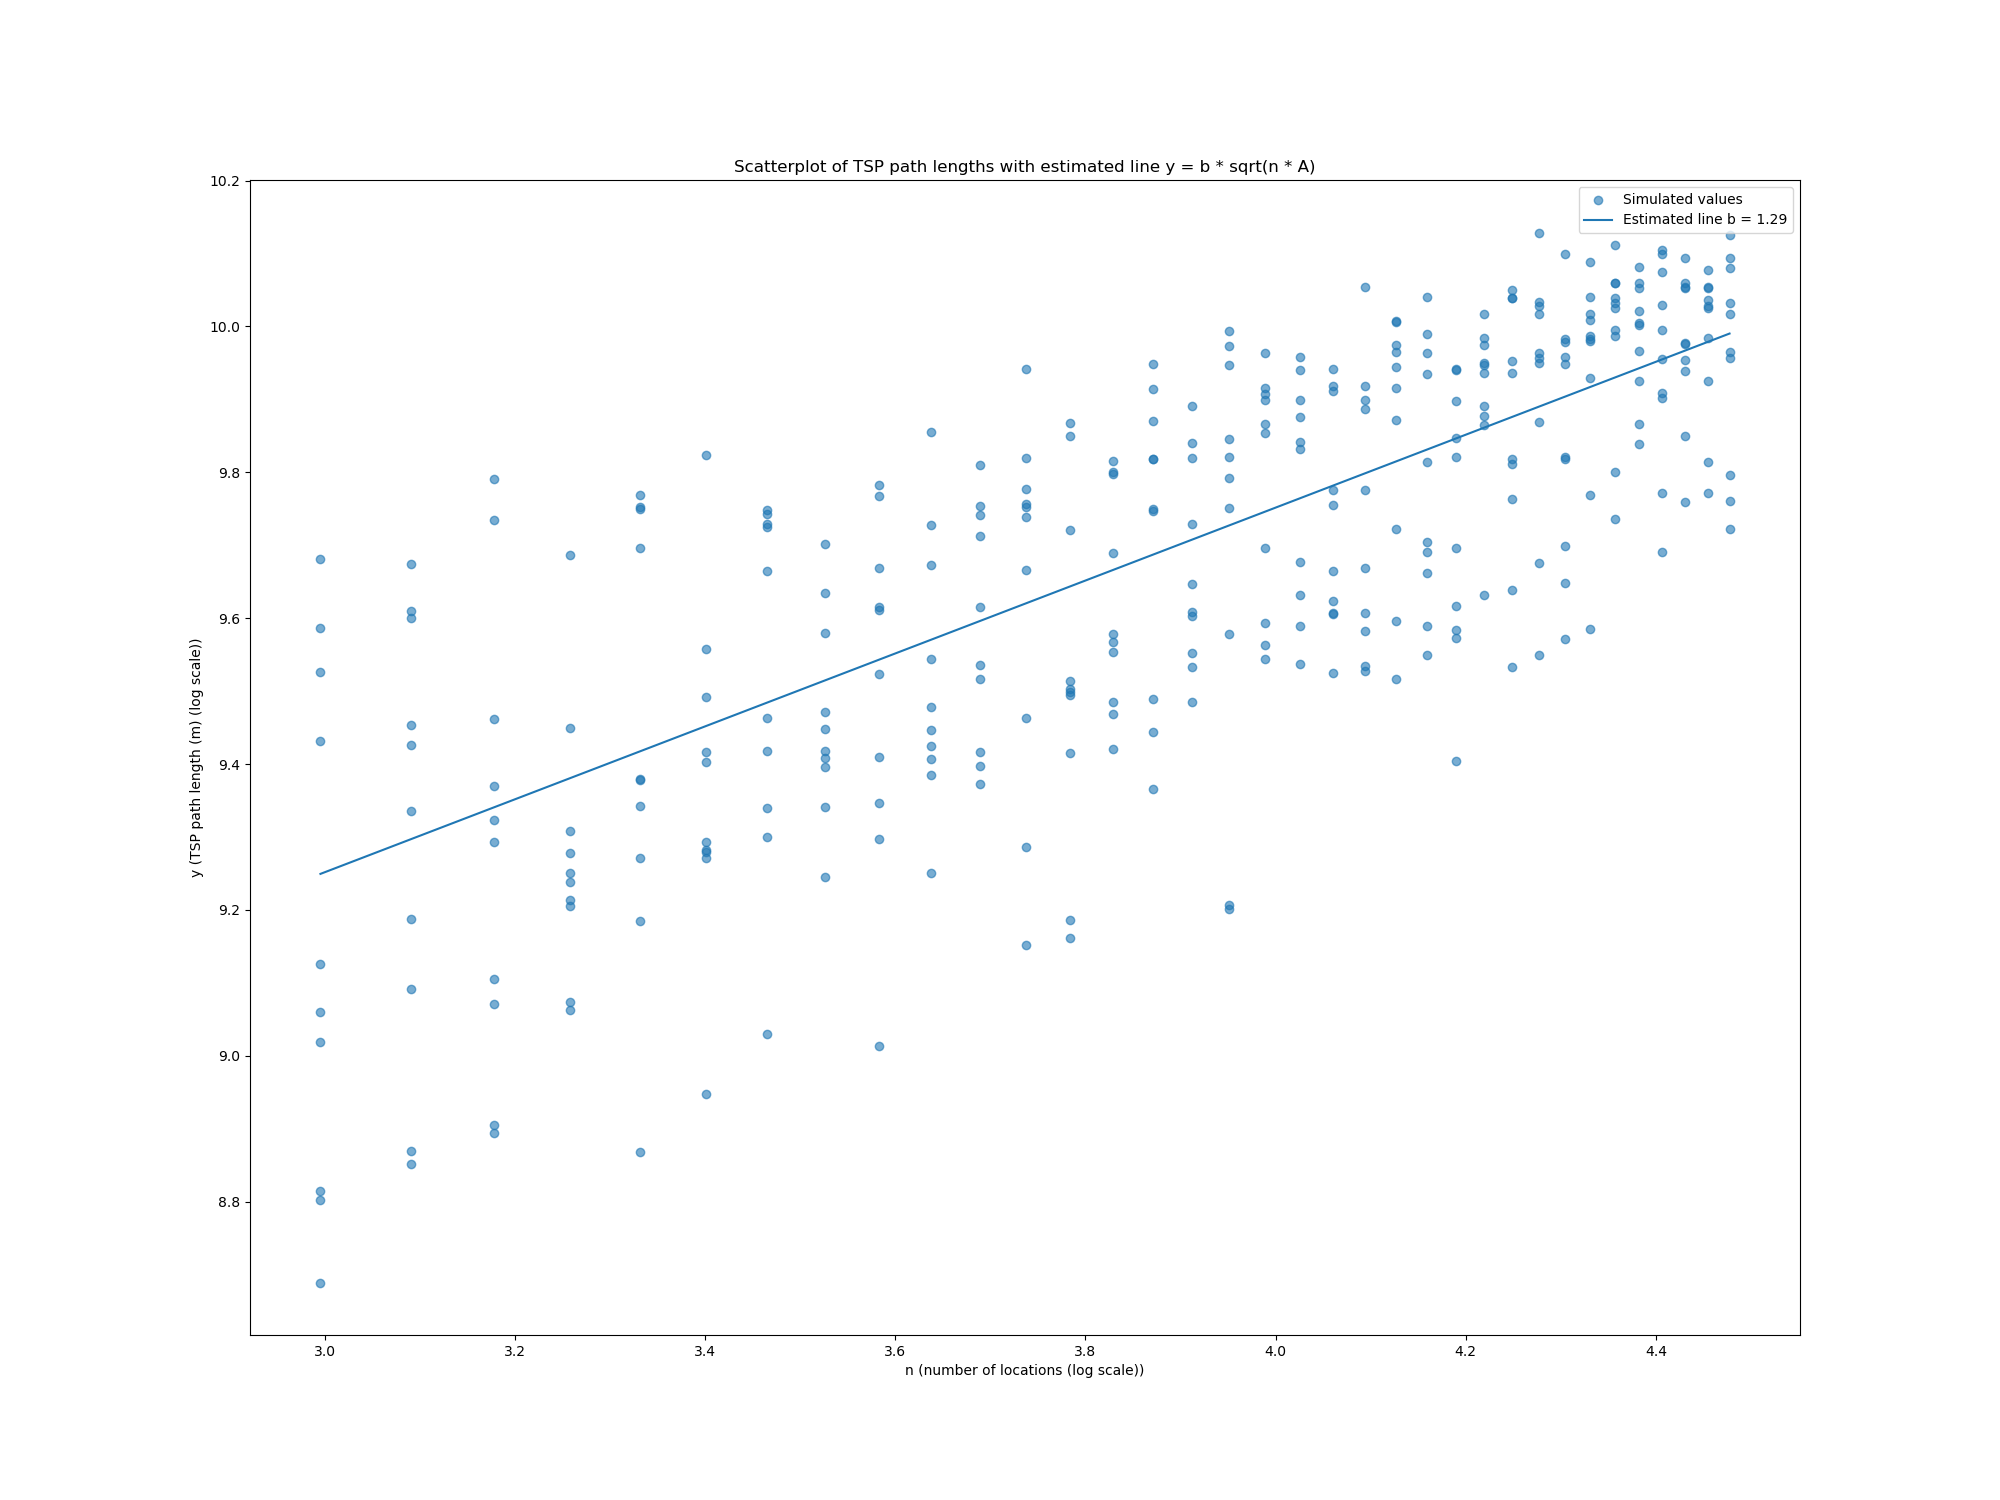 Scatterplot of TSP path lengths with estimated line y = b * sqrt(n * A)
Simulated values
Estimated line b = 1.29
y (TSP path length (m) (log scale))
10.2
10.0
9.8
9.6
9.4
9.2
9.0
8.8
3.0 3.2 3.4 3.6 3.8 4.0 4.2 4.4
n (number of locations (log scale))